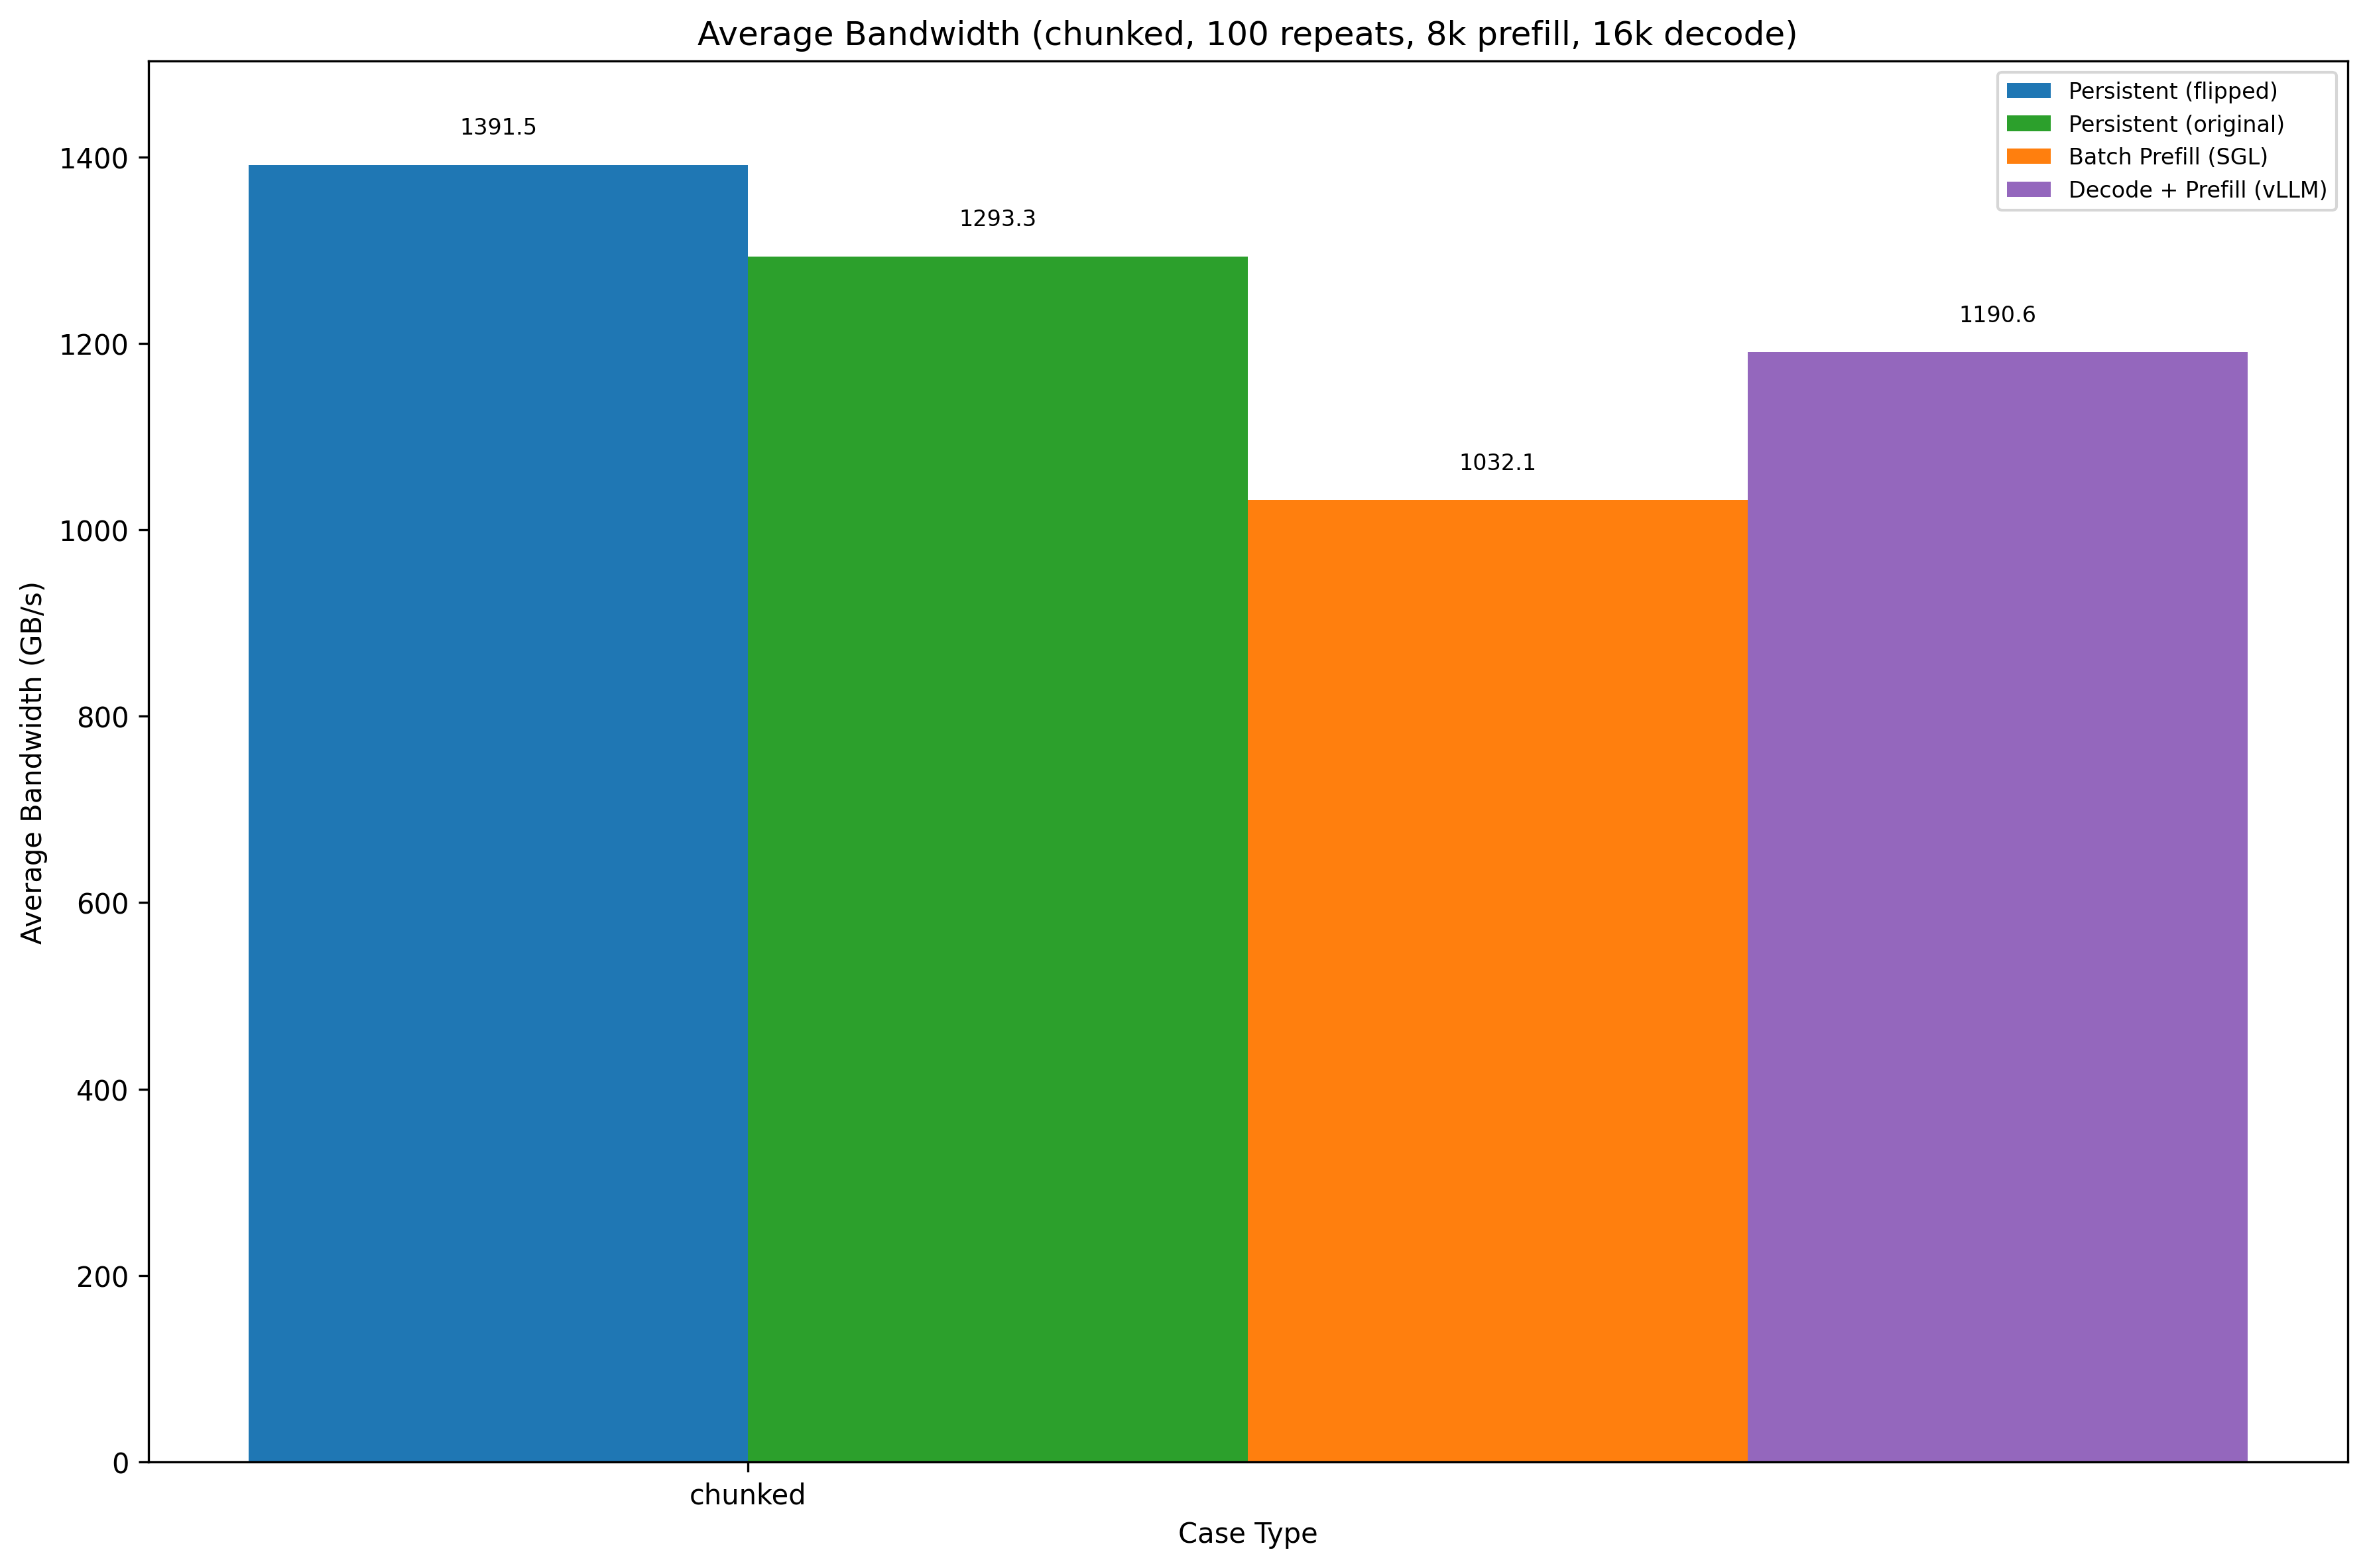 Average Bandwidth (chunked, 100 repeats, 8k prefill, 16k decode)
Persistent (flipped)
Persistent (original)
Batch Prefill (SGL)
Decode + Prefill (vLLM)
1391.5
1293.3
1032.1
1190.6
Average Bandwidth (GB/s)
1400
1200
1000
800
600
400
200
0
chunked
Case Type